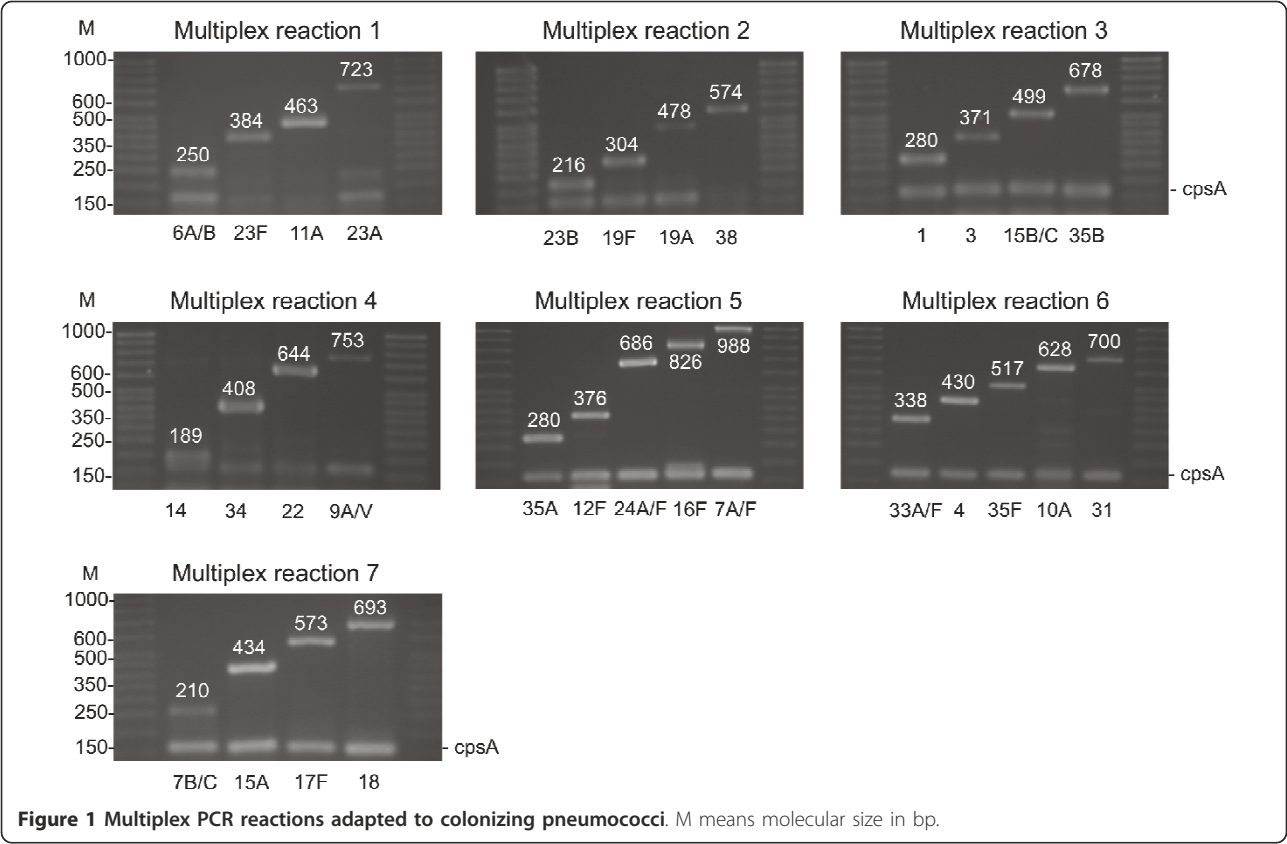 M Multiplex reaction 1 Multiplex reaction 2 Multiplex reaction 3
1000-
600-
500-
350-
250-
150-
250 384 463 723
216 304 478 574
280 371 499 678
- cpsA
6A/B 23F 11A 23A
23B 19F 19A 38
1 3 15B/C 35B
M Multiplex reaction 4 Multiplex reaction 5 Multiplex reaction 6
1000-
600-
500-
350-
250-
150-
189 408 644 753
280 376 686 826 988
338 430 517 628 700
- cpsA
14 34 22 9A/V
35A 12F 24A/F 16F 7A/F
33A/F 4 35F 10A 31
M Multiplex reaction 7
1000-
600-
500-
350-
250-
150-
210 434 573 693
- cpsA
7B/C 15A 17F 18
Figure 1 Multiplex PCR reactions adapted to colonizing pneumococci. M means molecular size in bp.